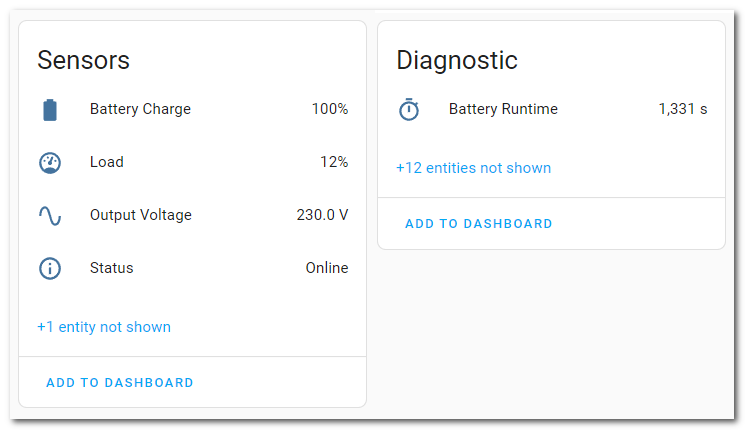 Sensors
Battery Charge 100%
Load 12%
Output Voltage 230.0 V
Status Online
+1 entity not shown
ADD TO DASHBOARD
Diagnostic
Battery Runtime 1,331 s
+12 entities not shown
ADD TO DASHBOARD